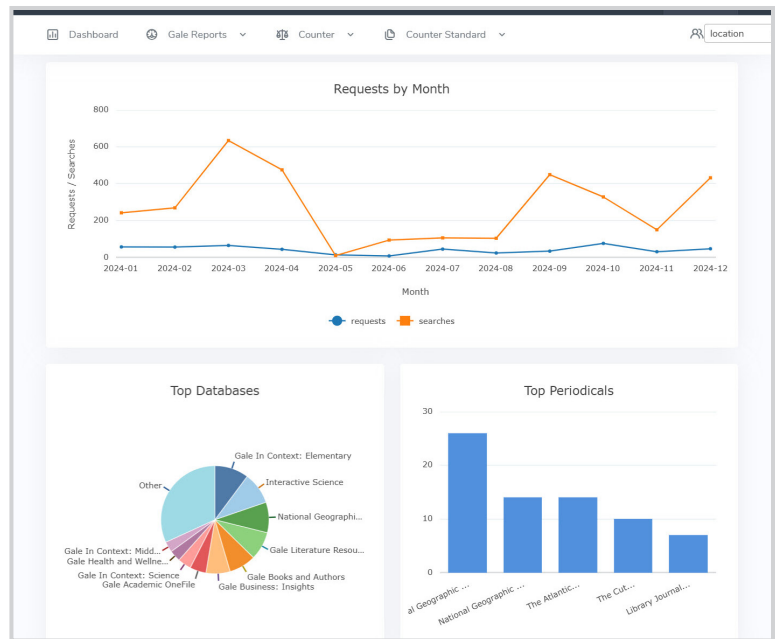 Dashboard Gale Reports Counter Counter Standard location
Requests by Month
800
600
400
200
0
Requests / Searches
2024-01 2024-02 2024-03 2024-04 2024-05 2024-06 2024-07 2024-08 2024-09 2024-10 2024-11 2024-12
Month
requests searches
Top Databases
Gale In Context: Elementary
Interactive Science
National Geographi...
Gale Literature Resou...
Gale Books and Authors
Gale Business: Insights
Gale Academic OneFile
Gale In Context: Science
Gale Health and Wellne...
Gale In Context: Midd...
Other
Top Periodicals
30
20
10
0
al Geographic ...
National Geographic ...
The Atlantic...
The Cut...
Library Journal...